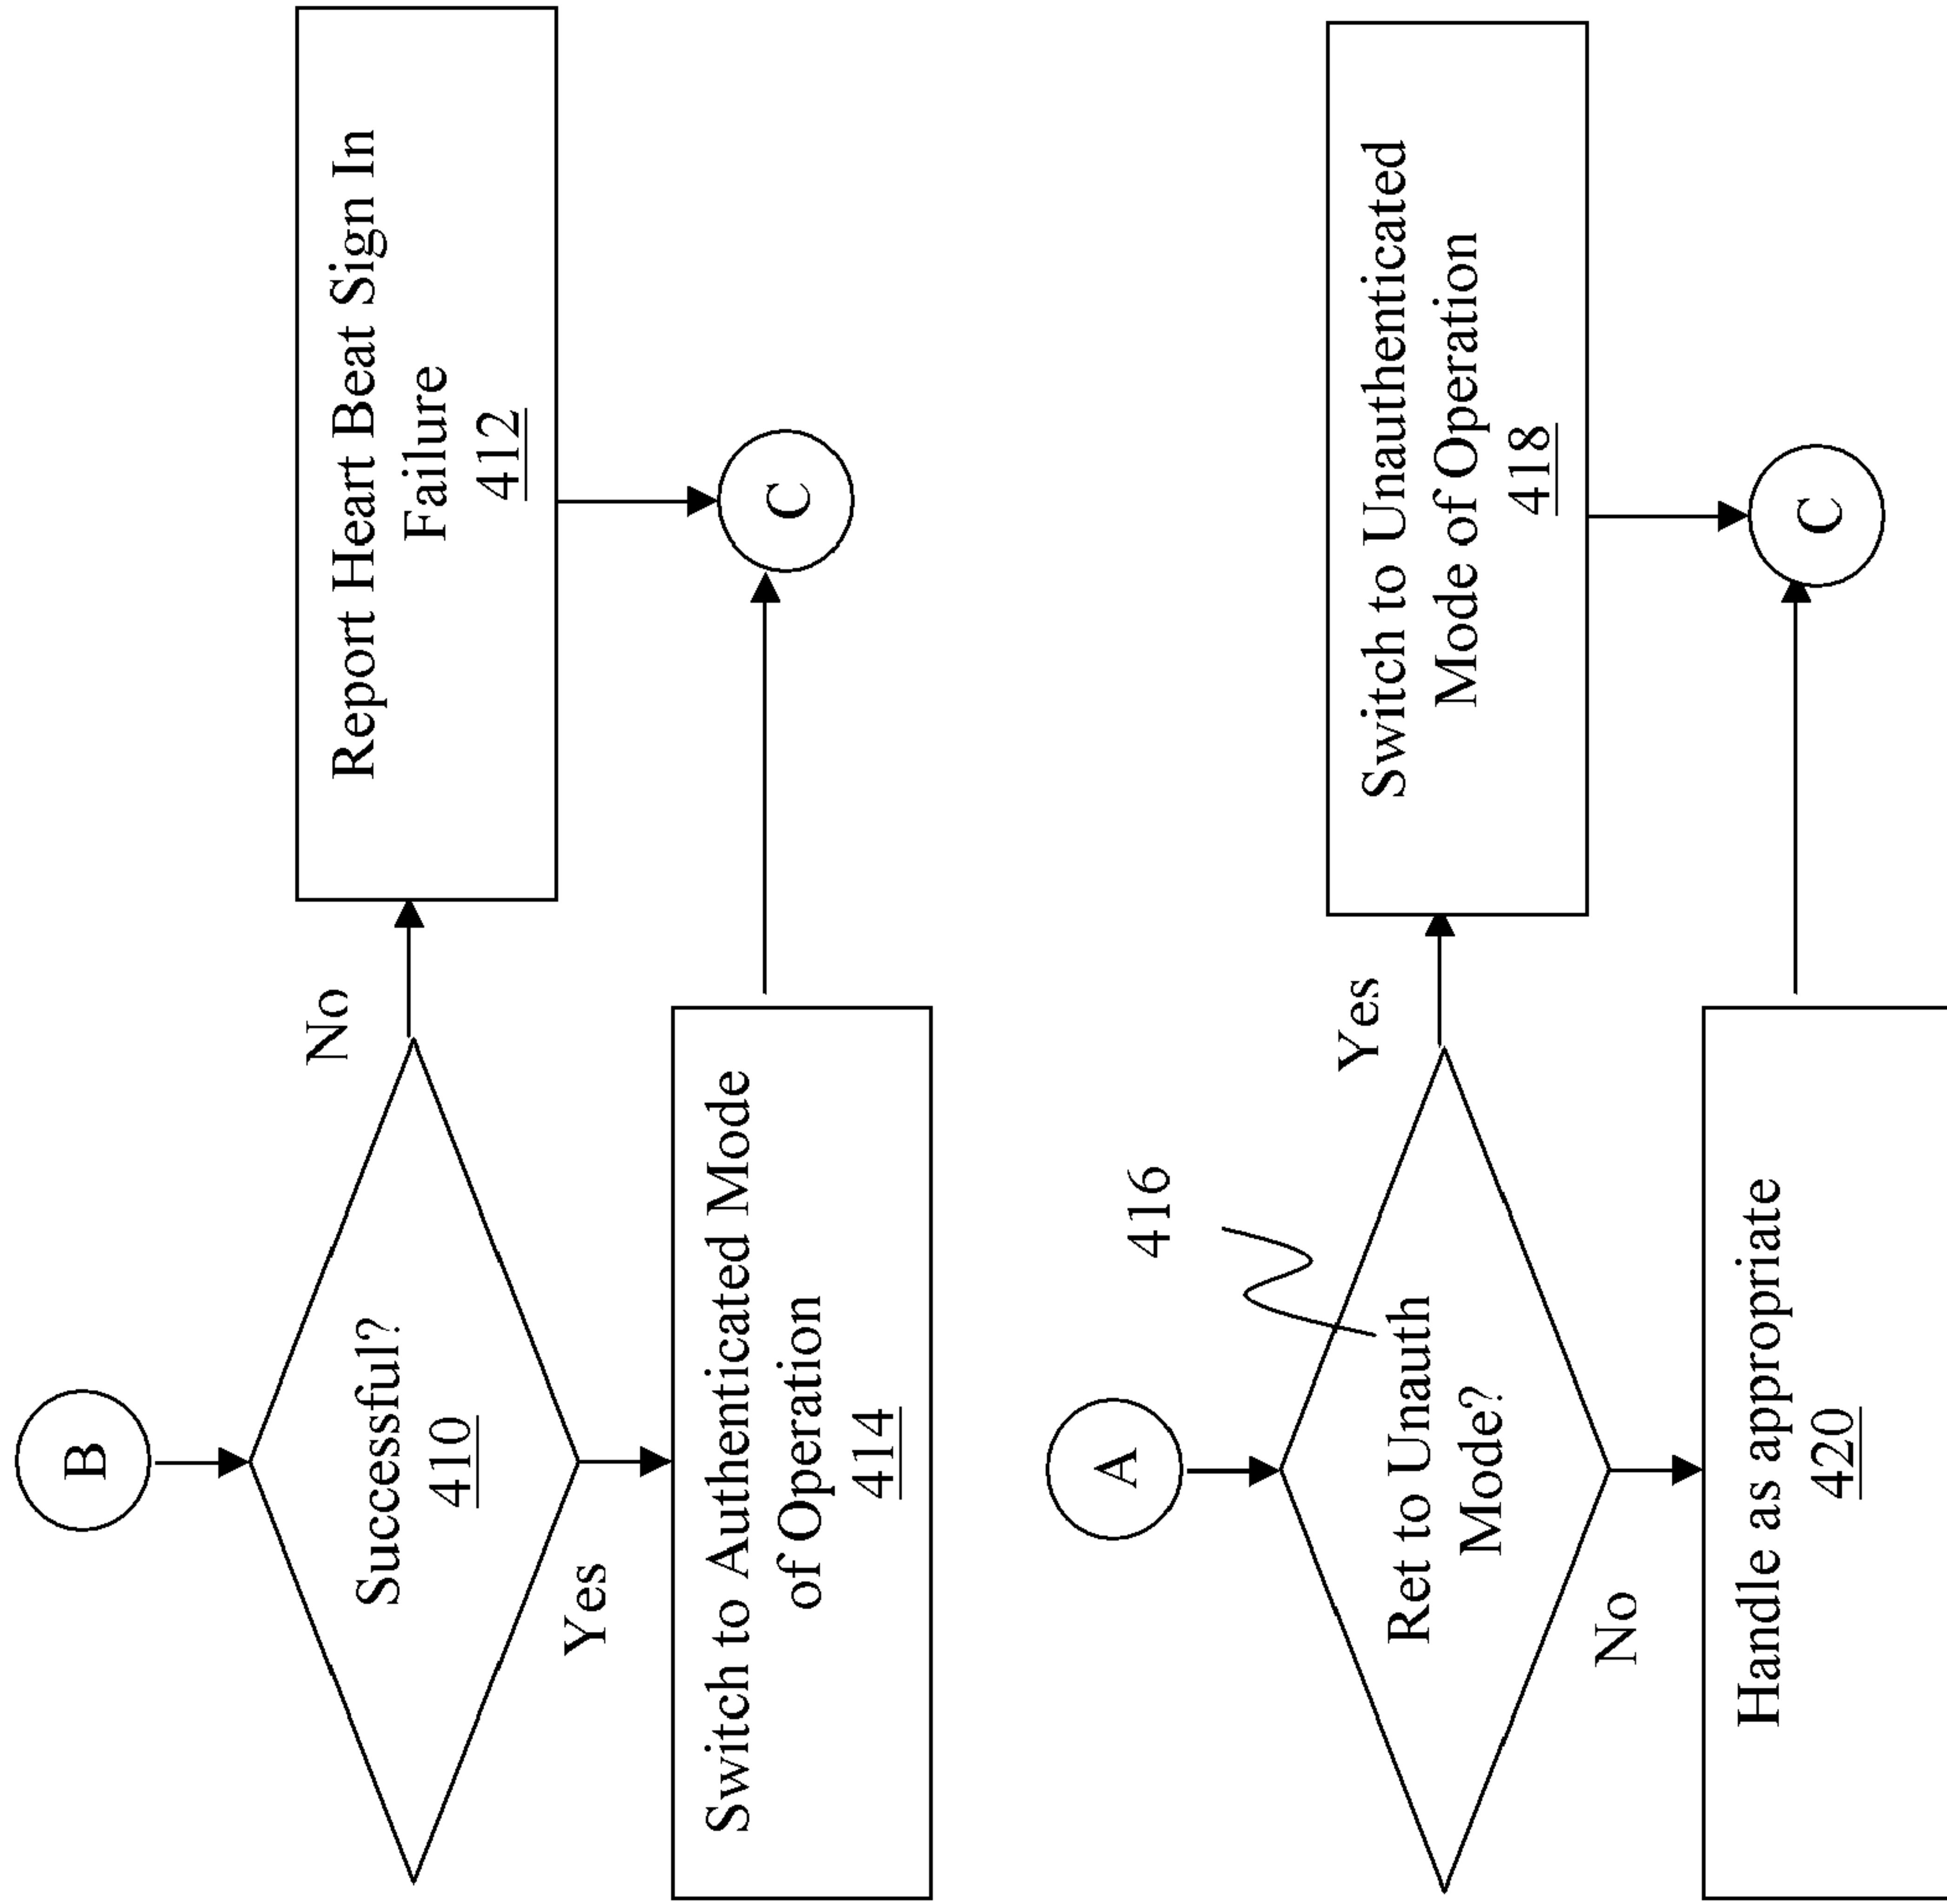 B
Successful?
410
No
Report Heart Beat Sign In
Failure
412
Yes
Switch to Authenticated Mode
of Operation
414
C
A
416
Ret to Unauth
Mode?
Yes
Switch to Unauthenticated
Mode of Operation
418
No
Handle as appropriate
420
C